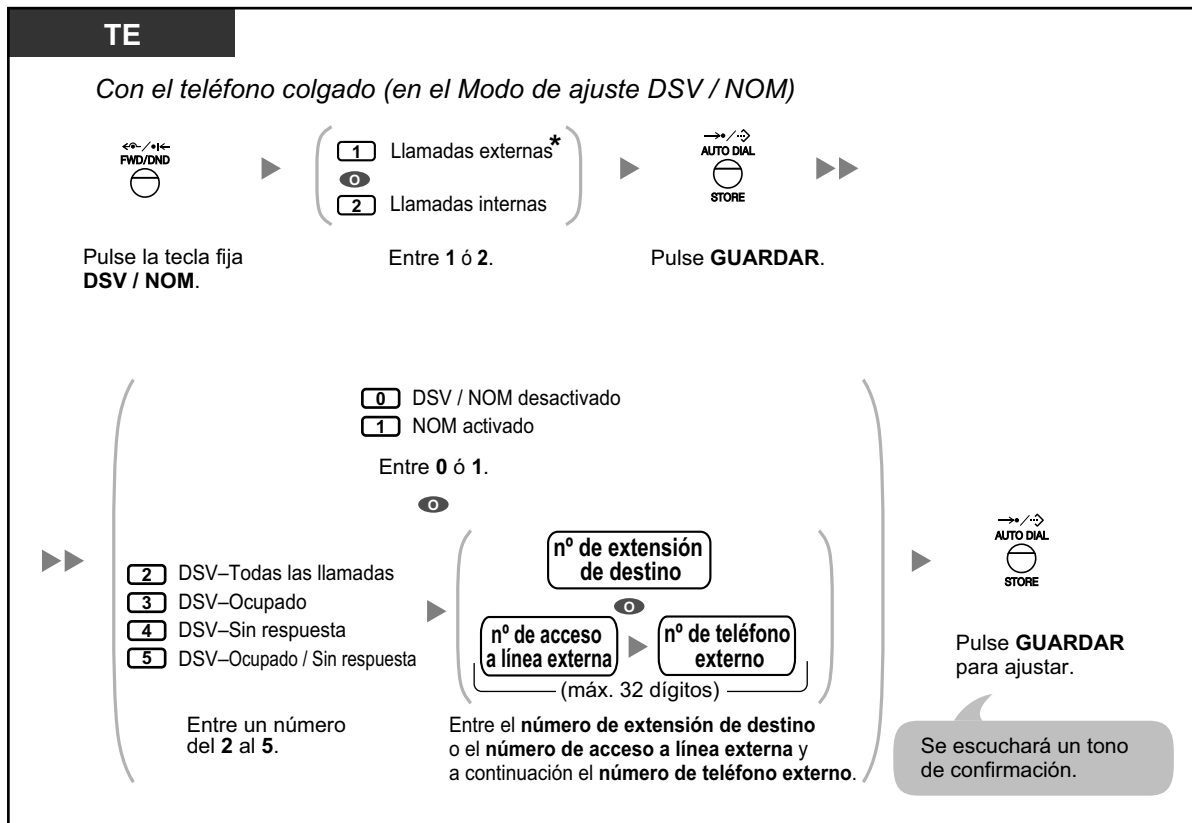 TE
Con el teléfono colgado (en el Modo de ajuste DSV / NOM)
FWD/DND
1 Llamadas externas*
o
2 Llamadas internas
AUTO DIAL
STORE
Pulse la tecla fija
DSV / NOM.
Entre 1 ó 2.
Pulse GUARDAR.
0 DSV / NOM desactivado
1 NOM activado
Entre 0 ó 1.
o
2 DSV–Todas las llamadas
3 DSV–Ocupado
4 DSV–Sin respuesta
5 DSV–Ocupado / Sin respuesta
Entre un número
del 2 al 5.
nº de extensión
de destino
o
nº de acceso
a línea externa
nº de teléfono
externo
(máx. 32 dígitos)
Entre el número de extensión de destino
o el número de acceso a línea externa y
a continuación el número de teléfono externo.
AUTO DIAL
STORE
Pulse GUARDAR
para ajustar.
Se escuchará un tono
de confirmación.